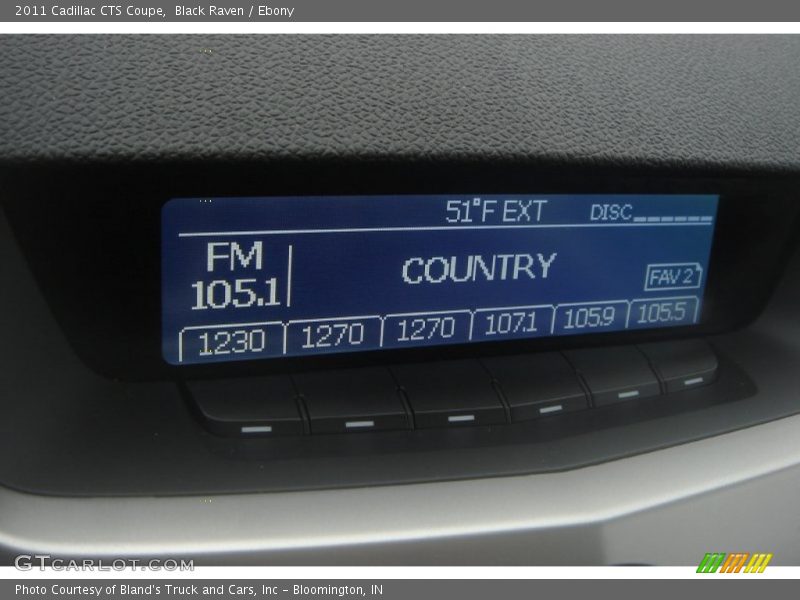 2011 Cadillac CTS Coupe, Black Raven / Ebony
51°F EXT DISC______
FM
105.1
COUNTRY
FAV 2
1230 1270 1270 107.1 105.9 105.5
GTCARLOT.COM
Photo Courtesy of Bland's Truck and Cars, Inc - Bloomington, IN